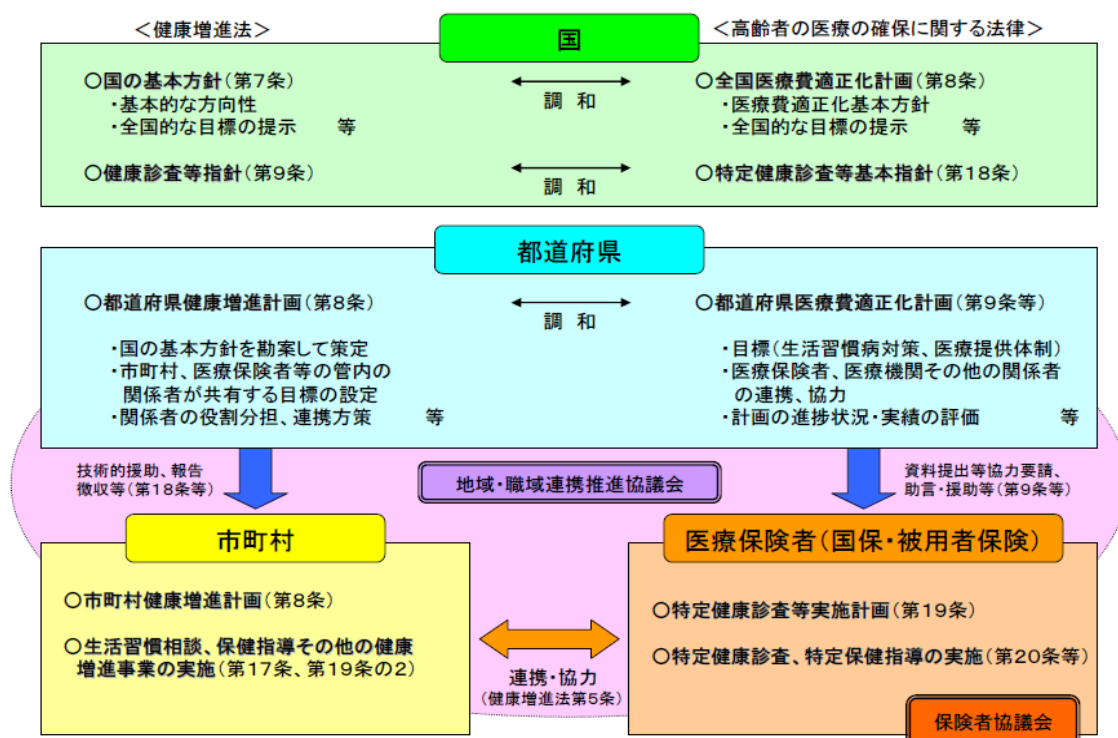 ＜健康増進法＞
国
＜高齢者の医療の確保に関する法律＞
○国の基本方針(第7条)
・基本的な方向性
・全国的な目標の提示　　等
調 和
○全国医療費適正化計画(第8条)
・医療費適正化基本方針
・全国的な目標の提示　　等
○健康診査等指針(第9条)
調 和
○特定健康診査等基本指針(第18条)
都道府県
○都道府県健康増進計画(第8条)
・国の基本方針を勘案して策定
・市町村、医療保険者等の管内の
関係者が共有する目標の設定
・関係者の役割分担、連携方策　　等
調 和
○都道府県医療費適正化計画(第9条等)
・目標(生活習慣病対策、医療提供体制)
・医療保険者、医療機関その他の関係者
の連携、協力
・計画の進捗状況・実績の評価　　等
技術的援助、報告
徴収等(第18条等)
地域・職域連携推進協議会
資料提出等協力要請、
助言・援助等(第9条等)
市町村
○市町村健康増進計画(第8条)
○生活習慣相談、保健指導その他の健康
増進事業の実施(第17条、第19条の2)
連携・協力
(健康増進法第5条)
医療保険者(国保・被用者保険)
○特定健康診査等実施計画(第19条)
○特定健康診査、特定保健指導の実施(第20条等)
保険者協議会